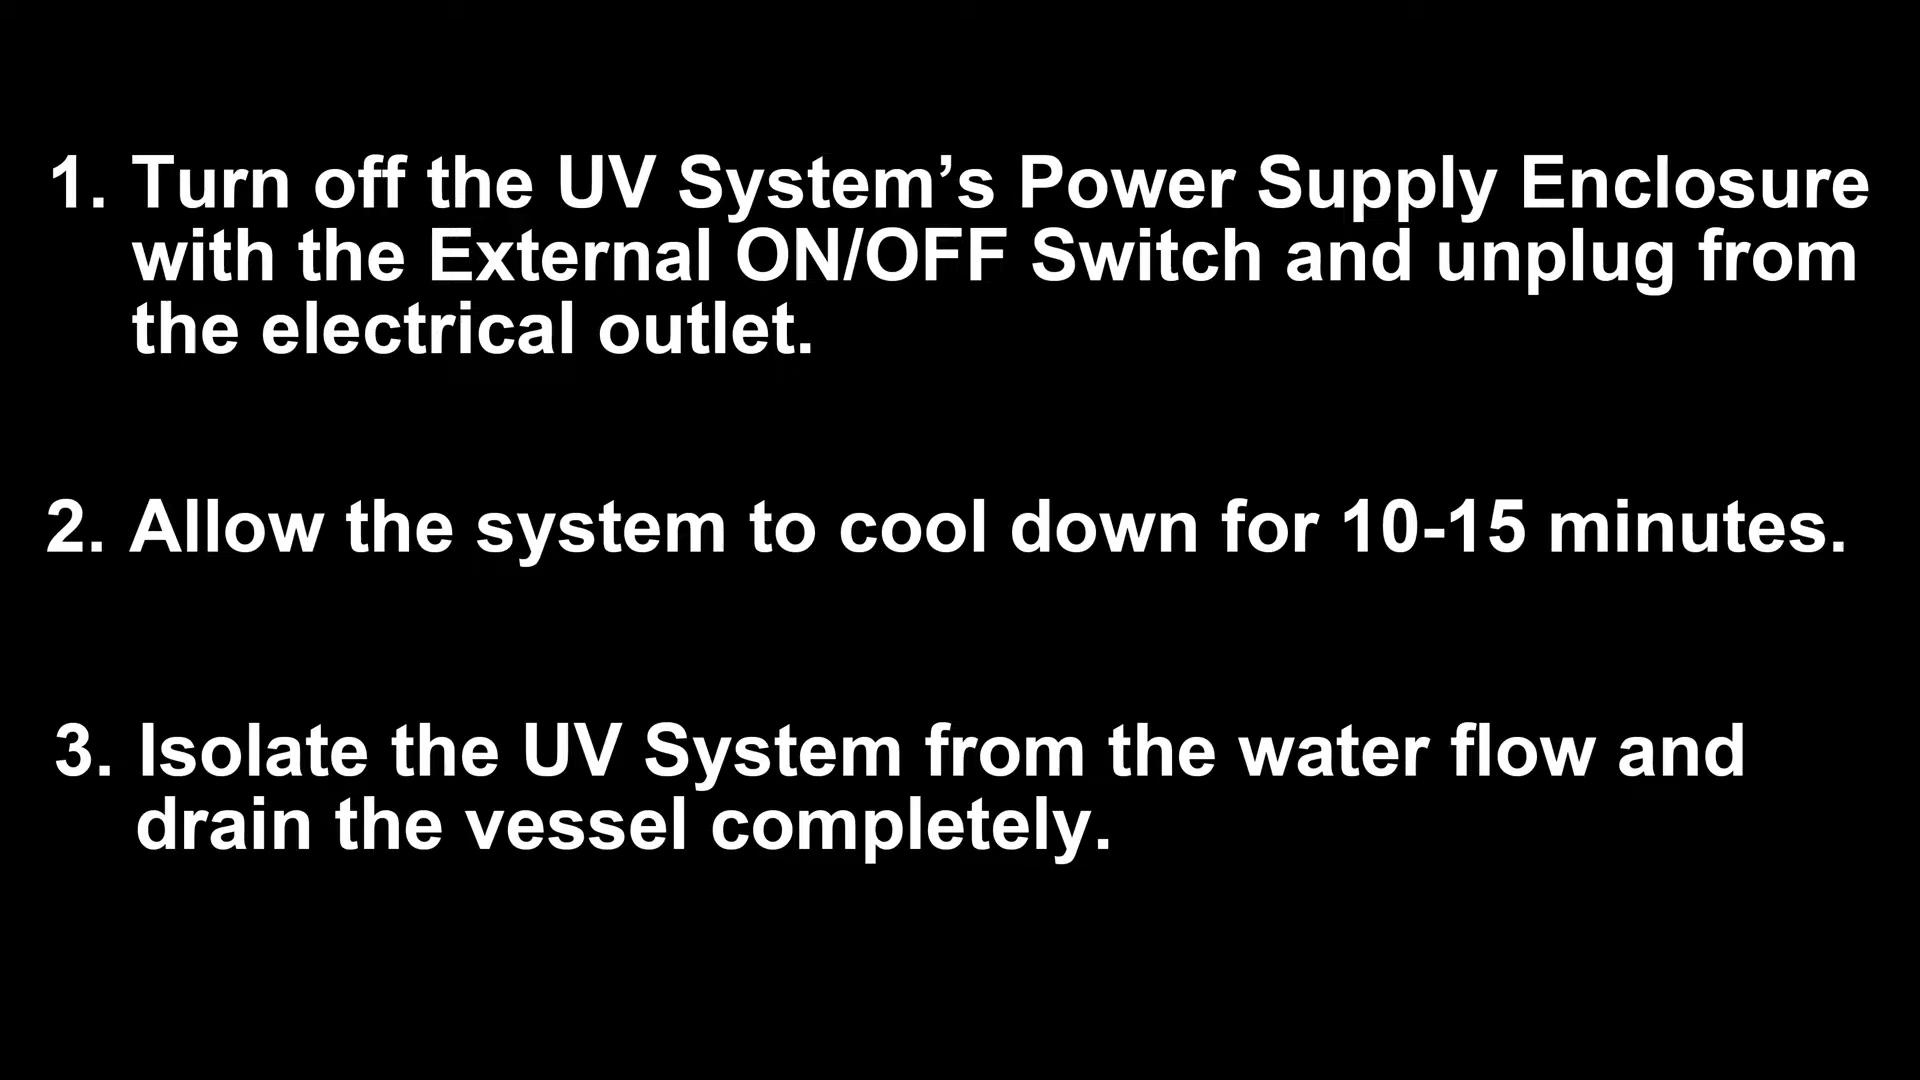 1. Turn off the UV System’s Power Supply Enclosure
with the External ON/OFF Switch and unplug from
the electrical outlet.
2. Allow the system to cool down for 10-15 minutes.
3. Isolate the UV System from the water flow and
drain the vessel completely.